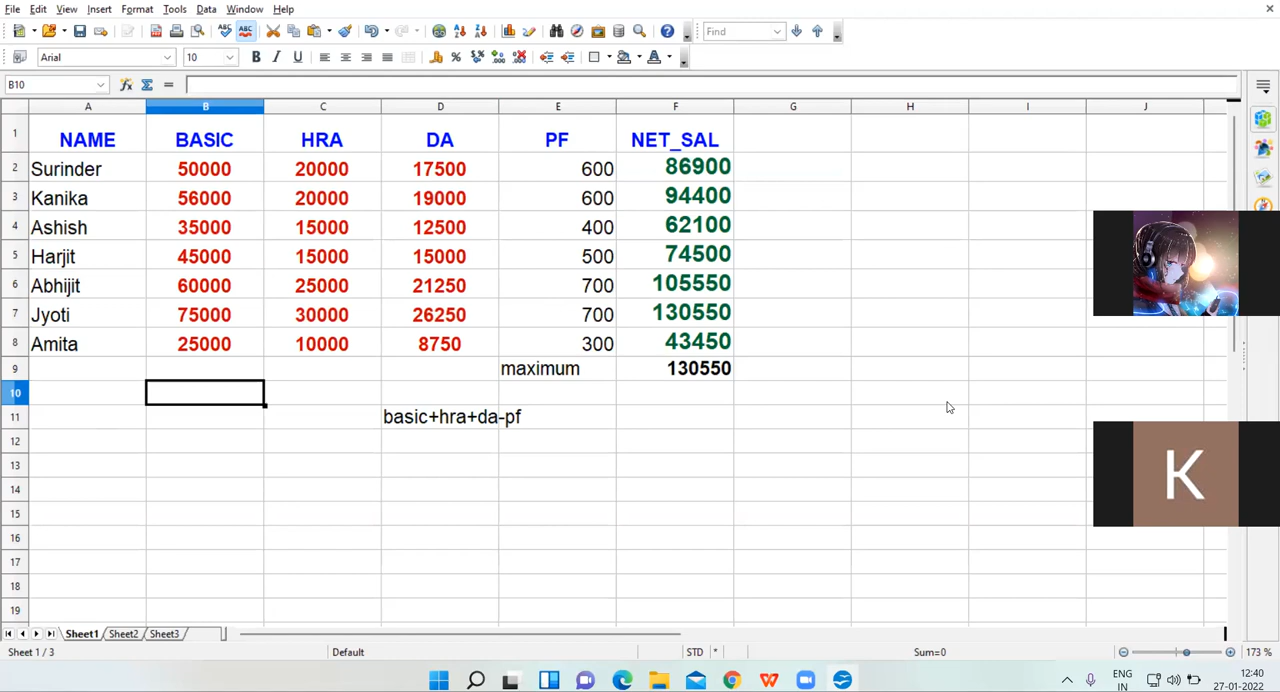 File Edit View Insert Format Tools Data Window Help
Find
Arial 10
B10
A B C D E F G H I J
1 NAME BASIC HRA DA PF NET_SAL
2 Surinder 50000 20000 17500 600 86900
3 Kanika 56000 20000 19000 600 94400
4 Ashish 35000 15000 12500 400 62100
5 Harjit 45000 15000 15000 500 74500
6 Abhijit 60000 25000 21250 700 105550
7 Jyoti 75000 30000 26250 700 130550
8 Amita 25000 10000 8750 300 43450
9 maximum 130550
10
11 basic+hra+da-pf
12
13
14
K
15
16
17
18
19
Sheet1 Sheet2 Sheet3
Sheet 1 / 3 Default STD * Sum=0 173 %
ENG 12:40
IN 27-01-2022